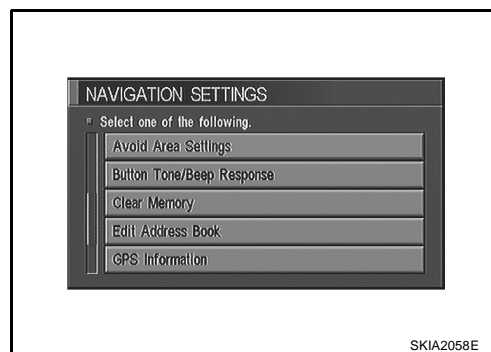 NAVIGATION SETTINGS
Select one of the following.
Avoid Area Settings
Button Tone/Beep Response
Clear Memory
Edit Address Book
GPS Information
SKIA2058E